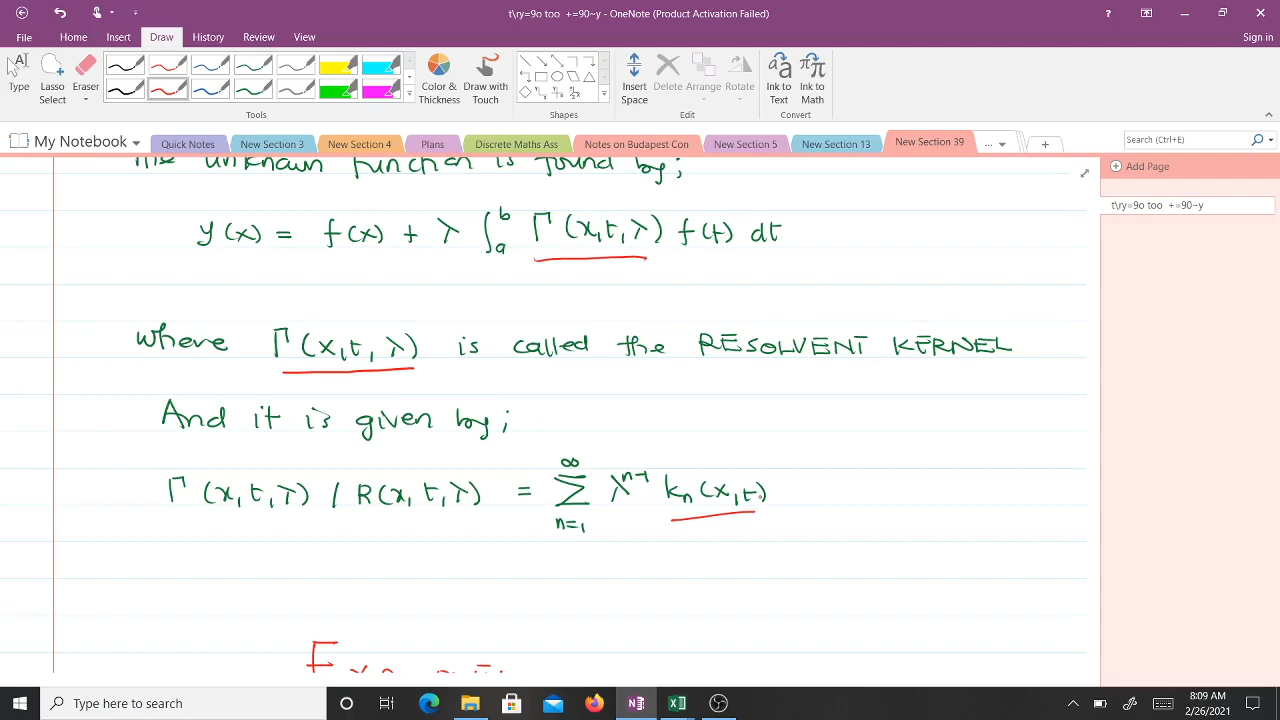 t\ry=9o too +=90~y - OneNote (Product Activation Failed)
File Home Insert Draw History Review View
Type Lasso Select Eraser Color & Thickness Draw with Touch Insert Space Delete Arrange Rotate Ink to Text Ink to Math
Tools Shapes Edit Convert
My Notebook Quick Notes New Section 3 New Section 4 Plans Discrete Maths Ass Notes on Budapest Con New Section 5 New Section 13 New Section 39 ... + Search (Ctrl+E)
Add Page
t\ry=9o too +=90~y
The unknown function is found by;
y(x) = f(x) + λ ∫_a^b Γ(x,t,λ) f(t) dt
where Γ(x,t,λ) is called the RESOLVENT KERNEL
And it is given by;
Γ(x,t,λ) / R(x,t,λ) = ∑_{n=1}^∞ λ^{n-1} k_n(x,t)
Type here to search
8:09 AM
2/26/2021